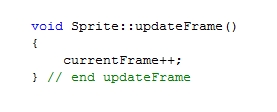 void Sprite::updateFrame()
{
    currentFrame++;
} // end updateFrame